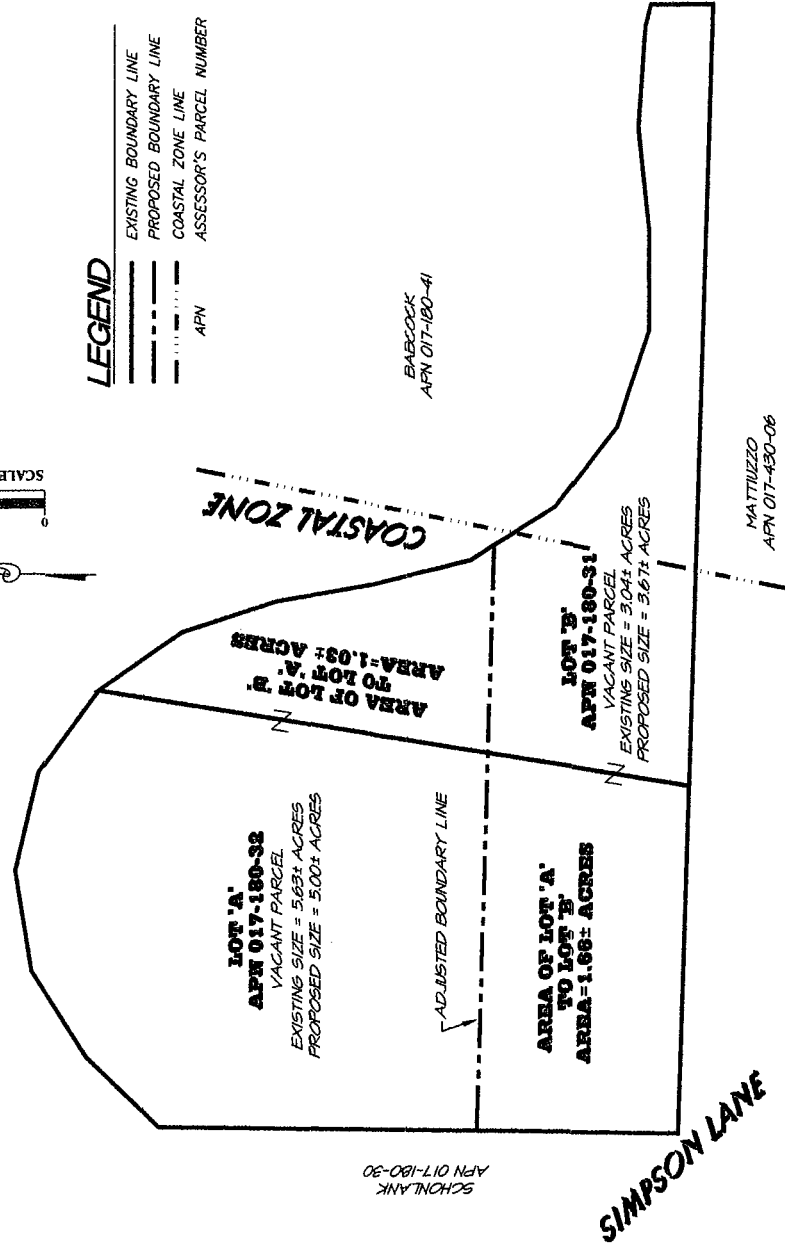 LEGEND
EXISTING BOUNDARY LINE
PROPOSED BOUNDARY LINE
COASTAL ZONE LINE
APN ASSESSOR'S PARCEL NUMBER
SCALE
0
BABCOCK
APN 017-180-41
COASTAL ZONE
AREA OF LOT 'B'
TO LOT 'A'
AREA=1.03± ACRES
LOT 'A'
APN 017-180-32
VACANT PARCEL
EXISTING SIZE = 5.63± ACRES
PROPOSED SIZE = 5.00± ACRES
ADJUSTED BOUNDARY LINE
LOT 'B'
APN 017-180-31
VACANT PARCEL
EXISTING SIZE = 3.04± ACRES
PROPOSED SIZE = 3.67± ACRES
AREA OF LOT 'A'
TO LOT 'B'
AREA=1.66± ACRES
MATTIUZZO
APN 017-430-06
SCHONLANK
APN 017-180-30
SIMPSON LANE